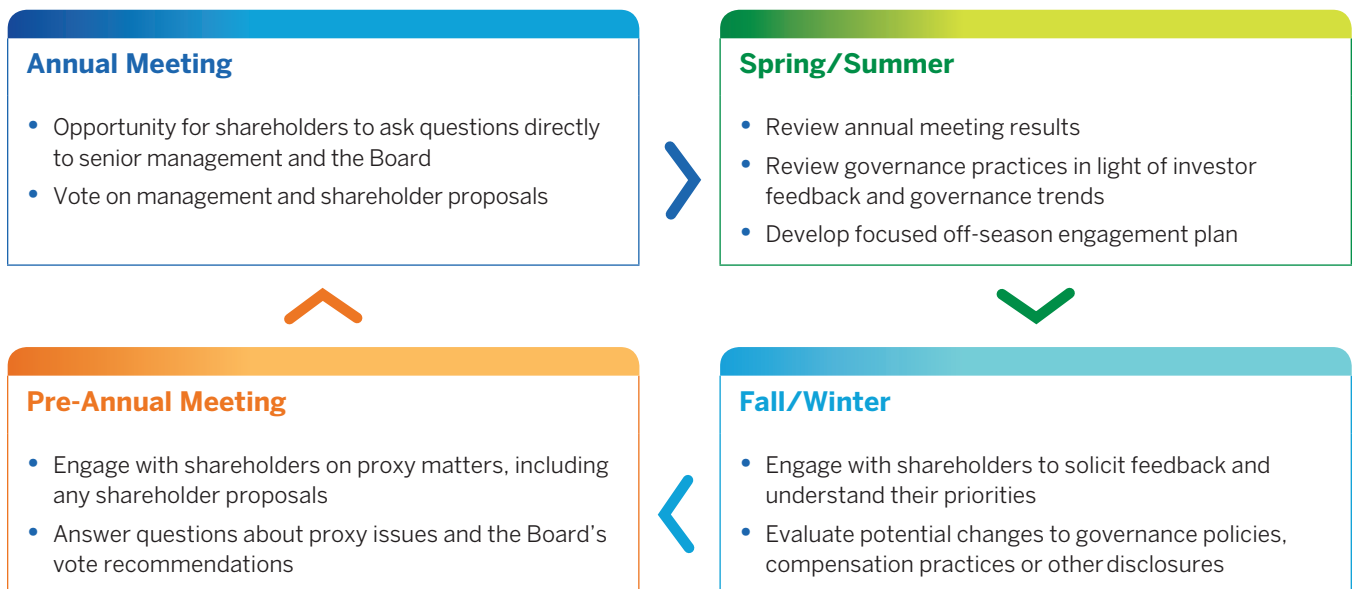 Annual Meeting
• Opportunity for shareholders to ask questions directly
to senior management and the Board
• Vote on management and shareholder proposals
Spring/Summer
• Review annual meeting results
• Review governance practices in light of investor
feedback and governance trends
• Develop focused off-season engagement plan
Pre-Annual Meeting
• Engage with shareholders on proxy matters, including
any shareholder proposals
• Answer questions about proxy issues and the Board’s
vote recommendations
Fall/Winter
• Engage with shareholders to solicit feedback and
understand their priorities
• Evaluate potential changes to governance policies,
compensation practices or other disclosures